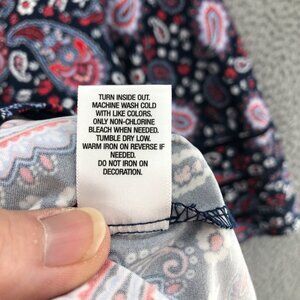 TURN INSIDE OUT.
MACHINE WASH COLD
WITH LIKE COLORS.
ONLY NON-CHLORINE
BLEACH WHEN NEEDED.
TUMBLE DRY LOW.
WARM IRON ON REVERSE IF
NEEDED.
DO NOT IRON ON
DECORATION.